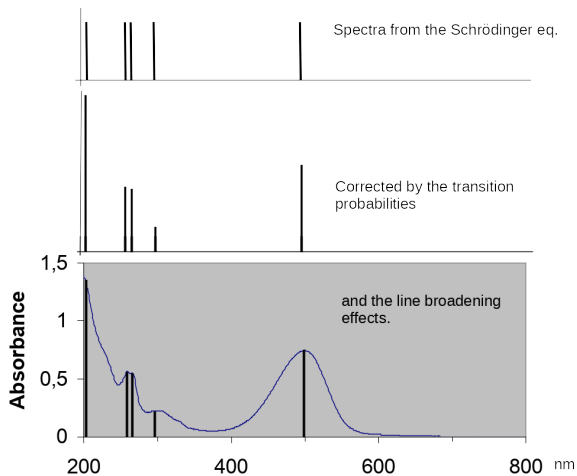 Spectra from the Schrödinger eq.
Corrected by the transition
probabilities
and the line broadening
effects.
Absorbance
1,5
1
0,5
0
200
400
600
800
nm